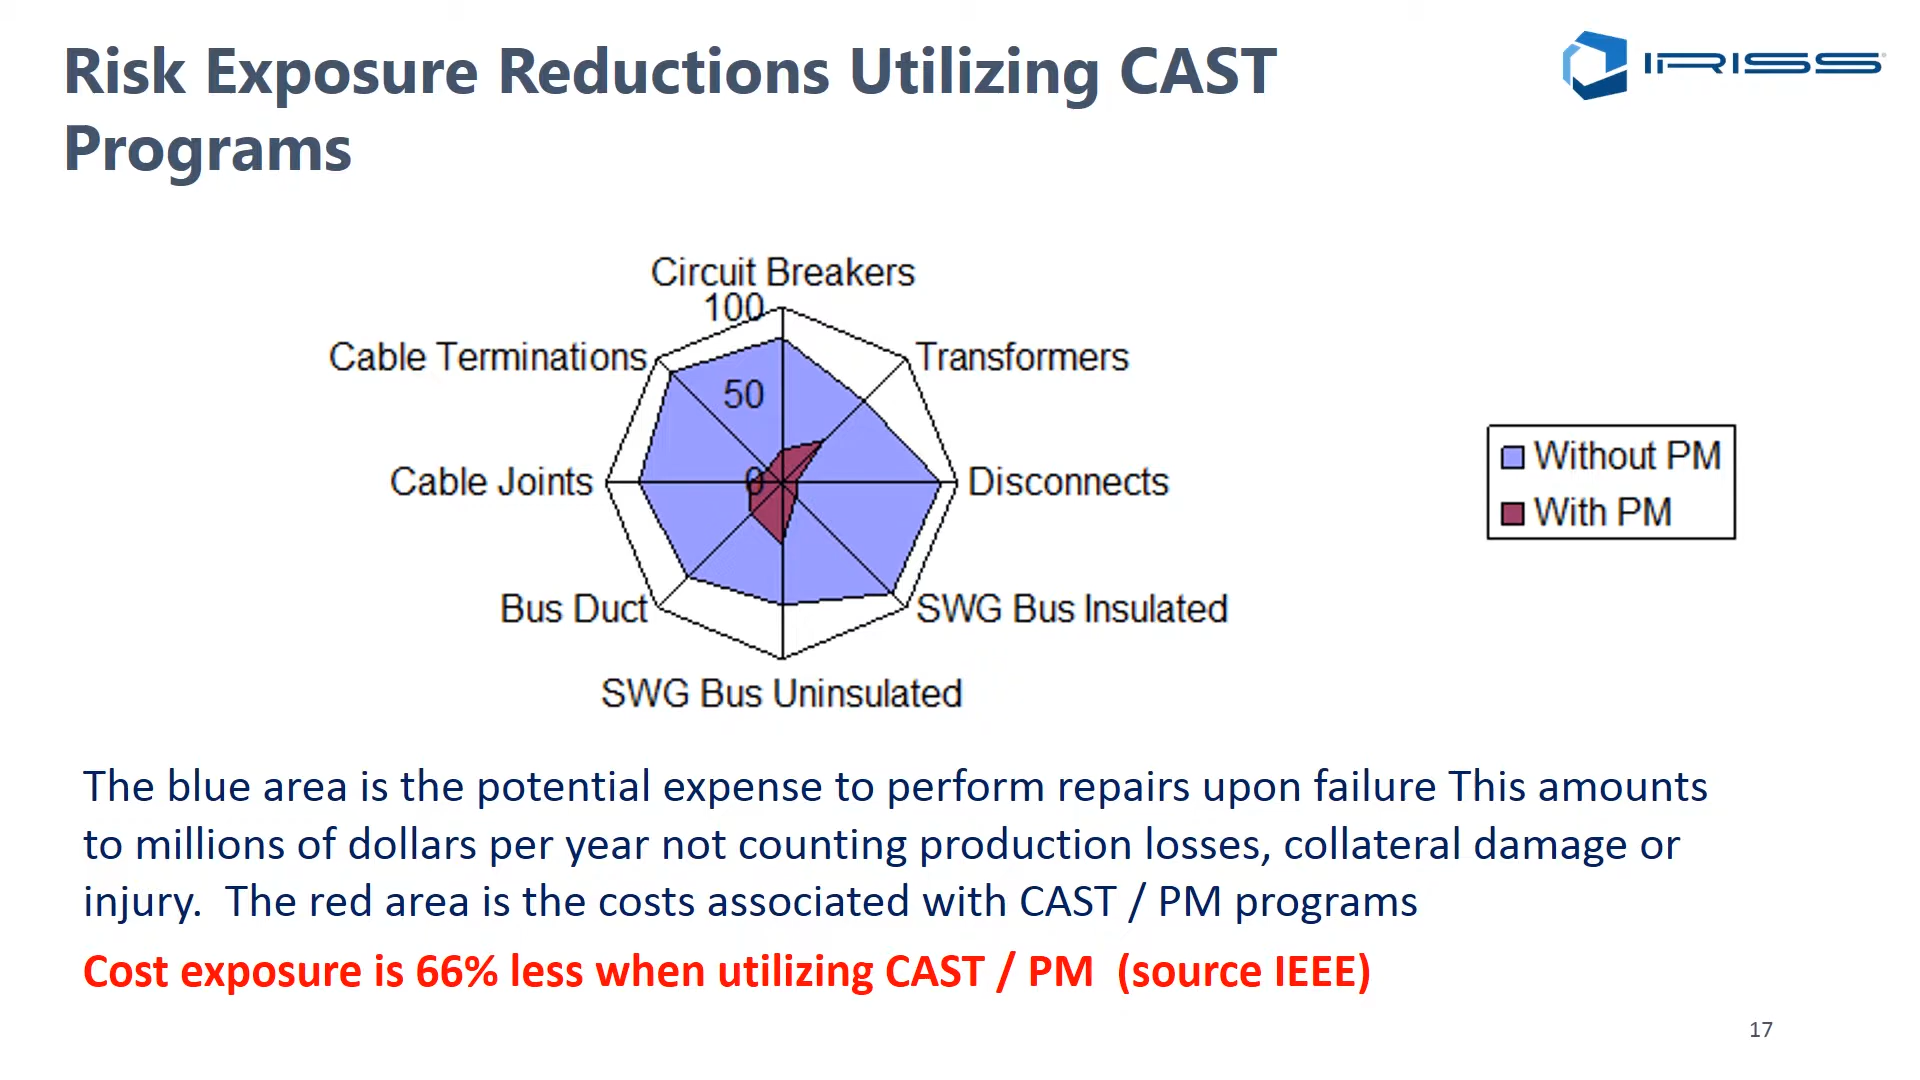 Risk Exposure Reductions Utilizing CAST
Programs
IRISS
Circuit Breakers
100
Cable Terminations
Transformers
50
Without PM
Cable Joints
0
Disconnects
With PM
Bus Duct
SWG Bus Insulated
SWG Bus Uninsulated
The blue area is the potential expense to perform repairs upon failure This amounts
to millions of dollars per year not counting production losses, collateral damage or
injury.  The red area is the costs associated with CAST / PM programs
Cost exposure is 66% less when utilizing CAST / PM  (source IEEE)
17